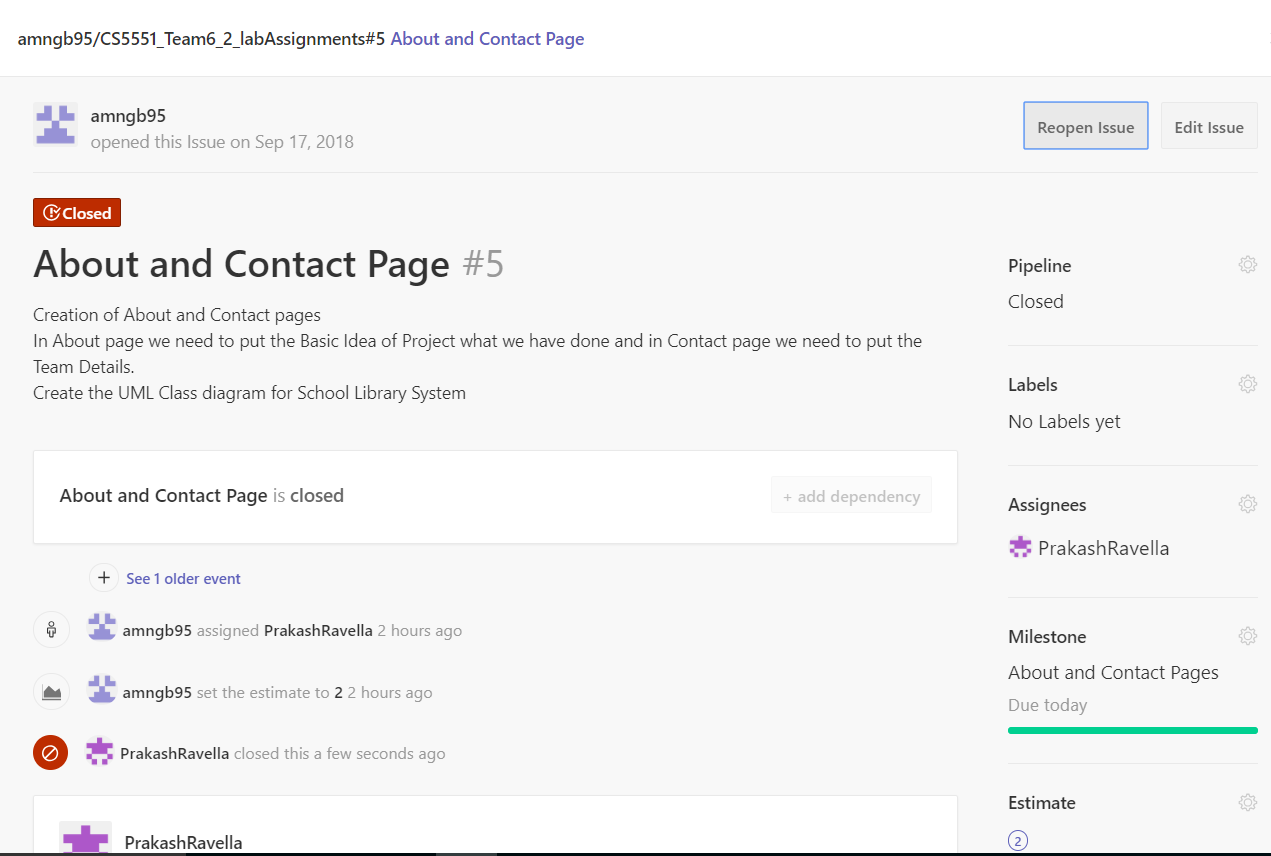 amngb95/CS5551_Team6_2_labAssignments#5 About and Contact Page
amngb95
opened this Issue on Sep 17, 2018
Reopen Issue
Edit Issue
Closed
About and Contact Page #5
Creation of About and Contact pages
In About page we need to put the Basic Idea of Project what we have done and in Contact page we need to put the
Team Details.
Create the UML Class diagram for School Library System
About and Contact Page is closed
+ add dependency
+ See 1 older event
amngb95 assigned PrakashRavella 2 hours ago
amngb95 set the estimate to 2 2 hours ago
PrakashRavella closed this a few seconds ago
PrakashRavella
Pipeline
Closed
Labels
No Labels yet
Assignees
PrakashRavella
Milestone
About and Contact Pages
Due today
Estimate
2